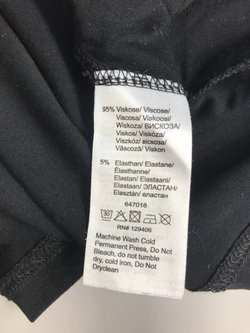 95% Viskose/ Viscose/
Viscosa/ Viskoosi/
Wiskoza/ ВИСКОЗА/
Viskos/ Viskóza/
Viszkóz/ віскоза/
Vâscoză/ Viskon
5% Elasthan/ Elastane/
Élasthanne/
Elastan/ Elastaani/
Elastan/ ЭЛАСТАН/
Elasztán/ еластан
647018
30
RN# 129406
Machine Wash Cold
Permanent Press, Do Not
Bleach, do not tumble
dry, cold iron, Do Not
Dryclean